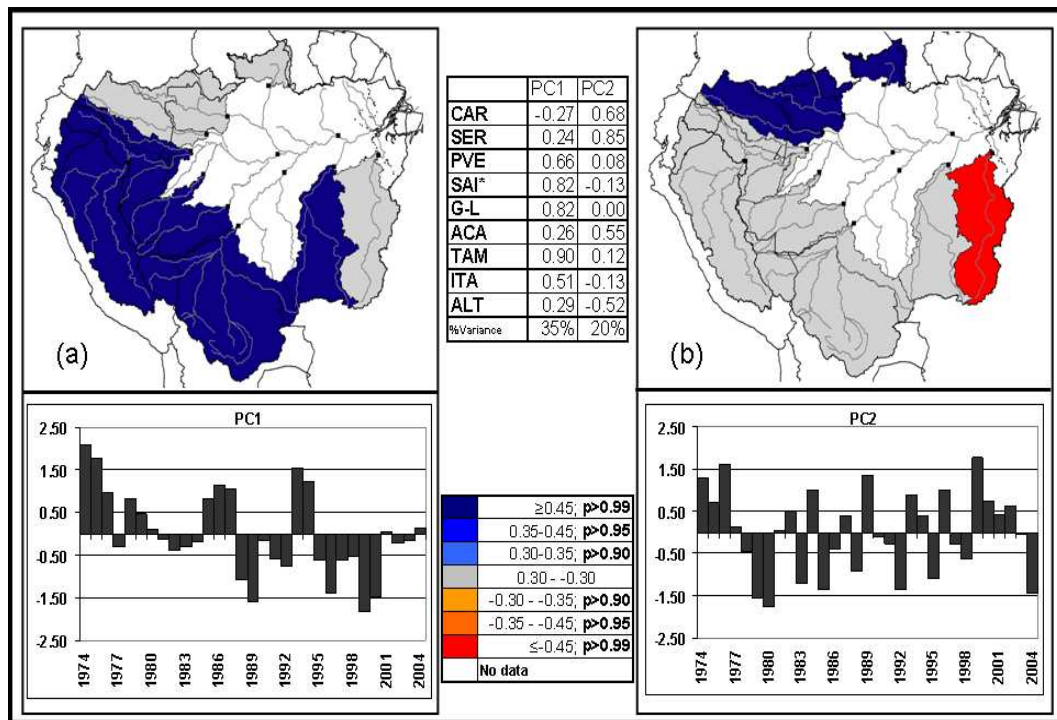 (a)
PC1 PC2
CAR -0.27 0.68
SER 0.24 0.85
PVE 0.66 0.08
SAI* 0.82 -0.13
G-L 0.82 0.00
ACA 0.26 0.55
TAM 0.90 0.12
ITA 0.51 -0.13
ALT 0.29 -0.52
%Variance 35% 20%
(b)
PC1
2.50
1.50
0.50
-0.50
-1.50
-2.50
1974 1977 1980 1983 1986 1989 1992 1995 1998 2001 2004
≥0.45; p>0.99
0.35-0.45; p>0.95
0.30-0.35; p>0.90
0.30 - -0.30
-0.30 - -0.35; p>0.90
-0.35 - -0.45; p>0.95
≤-0.45; p>0.99
No data
PC2
2.50
1.50
0.50
-0.50
-1.50
-2.50
1974 1977 1980 1983 1986 1989 1992 1995 1998 2001 2004